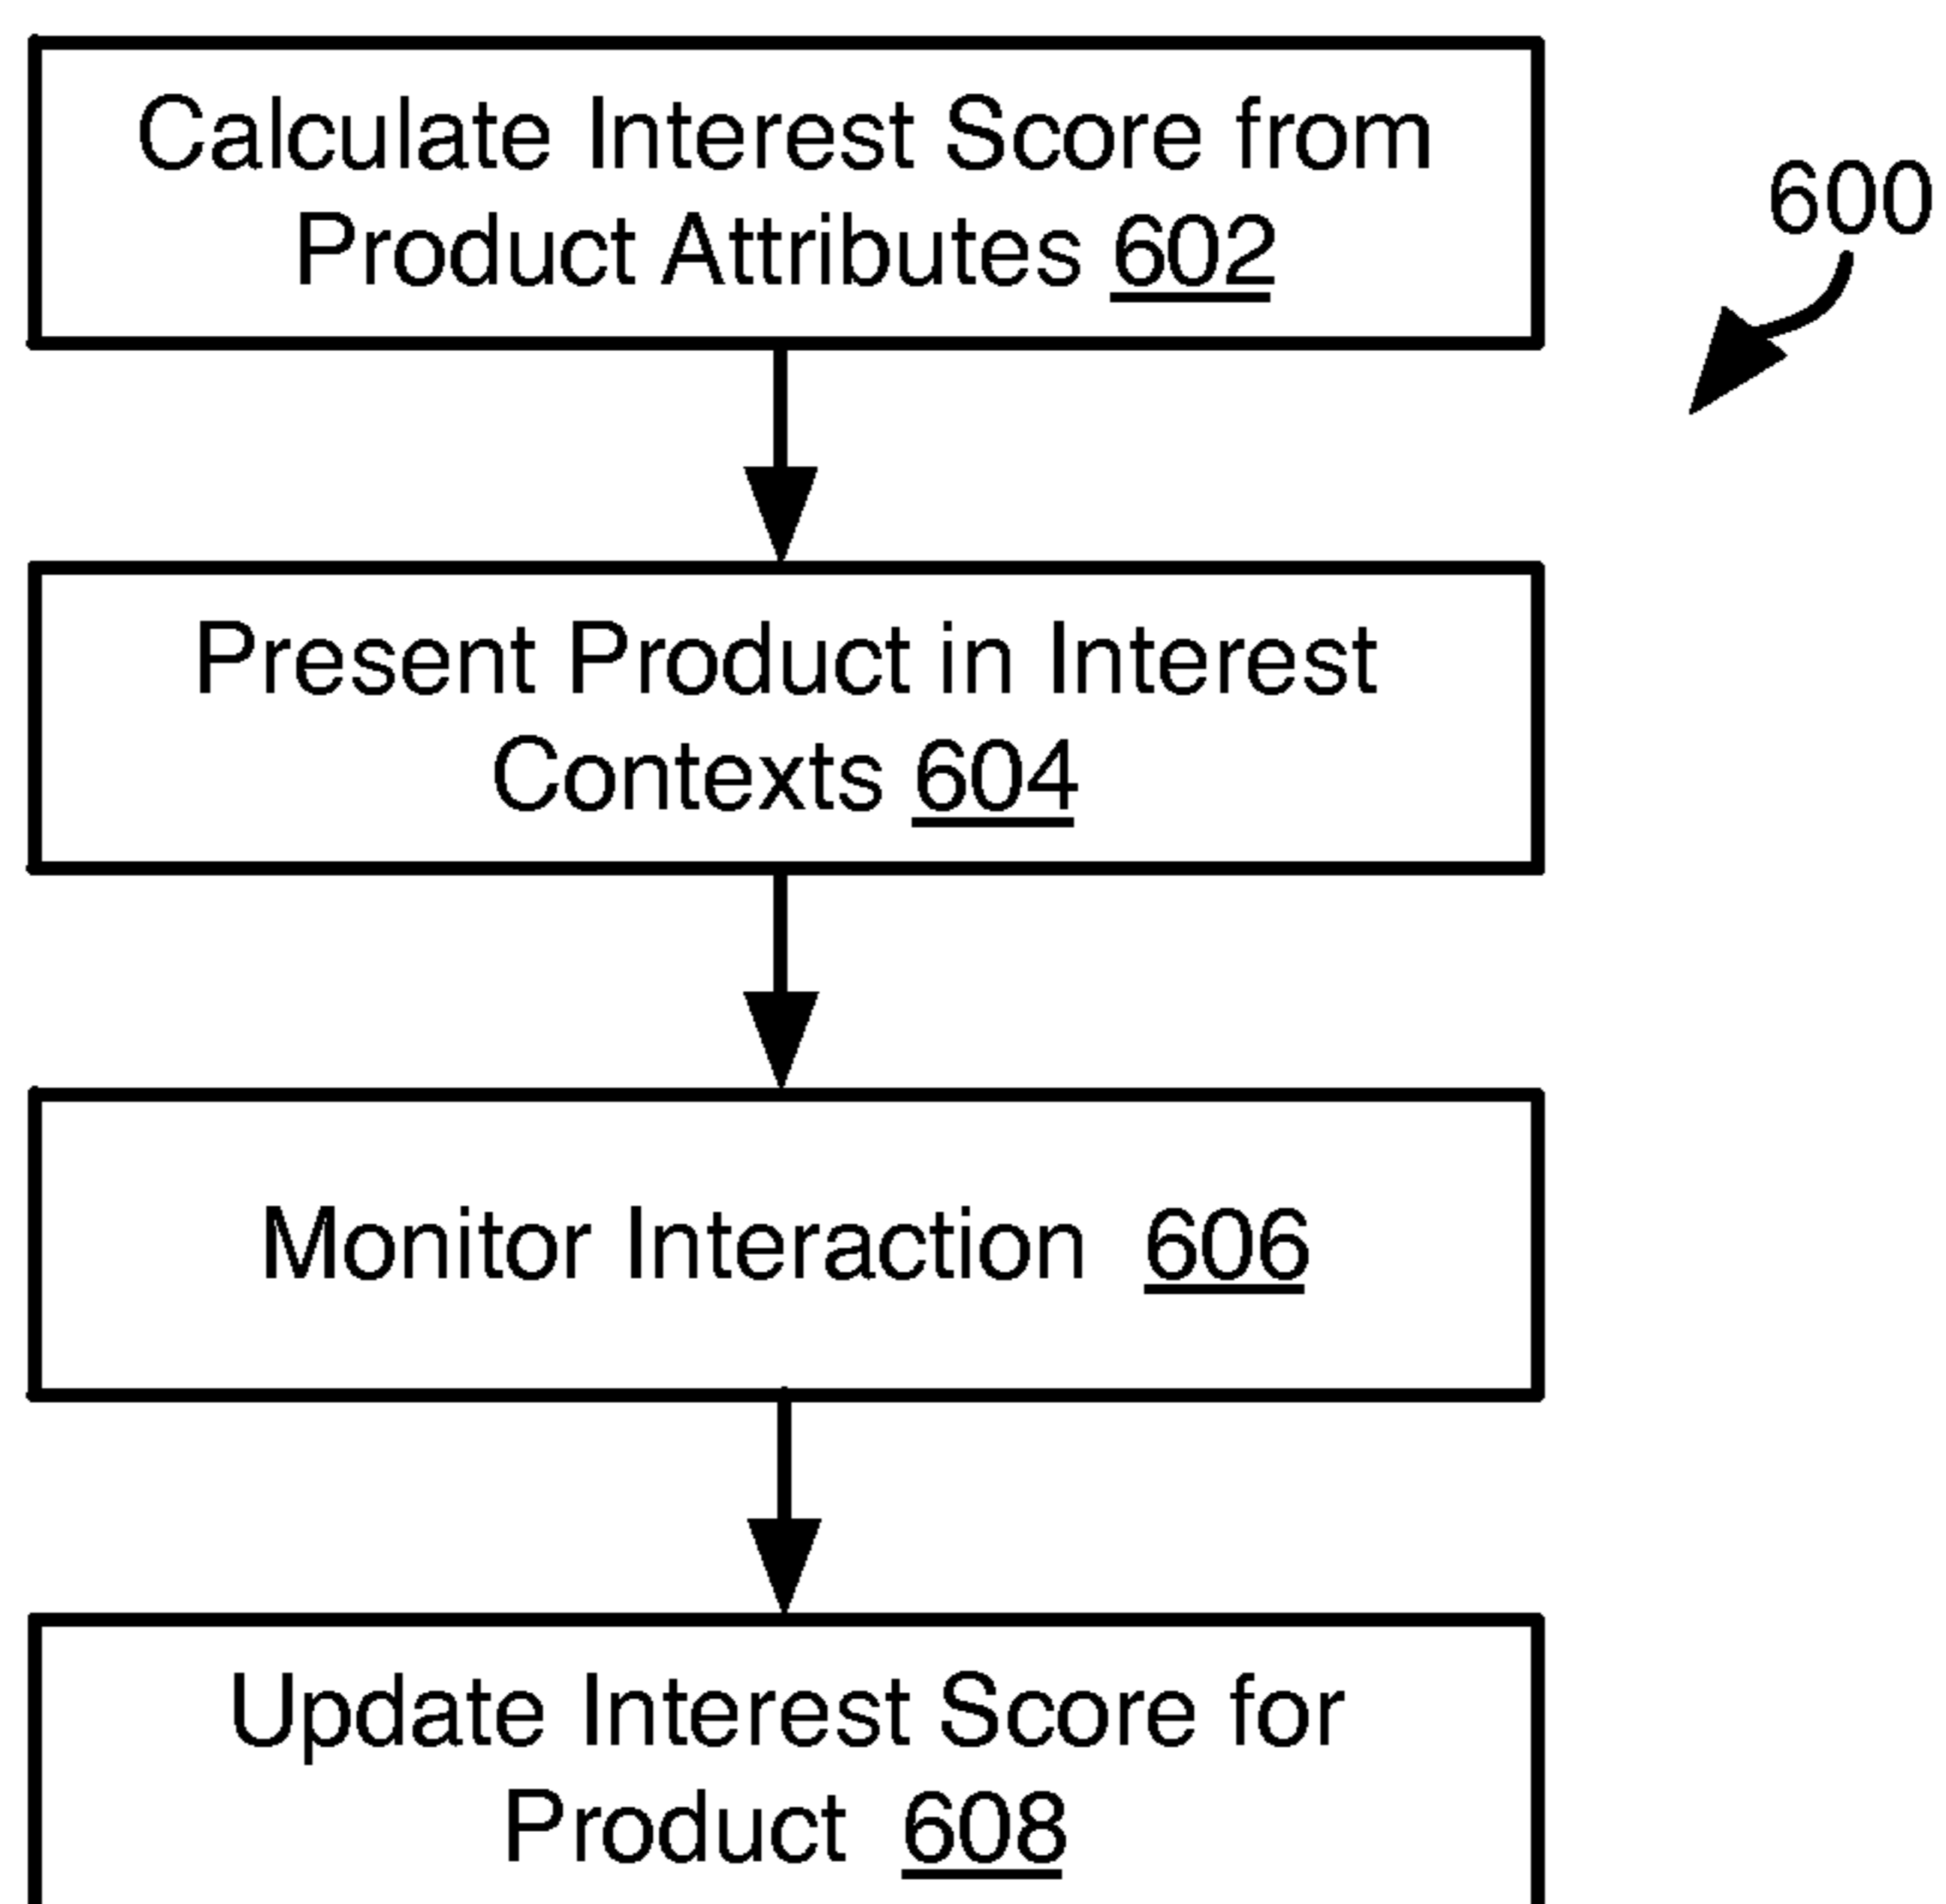 Calculate Interest Score from
Product Attributes 602
600
Present Product in Interest
Contexts 604
Monitor Interaction 606
Update Interest Score for
Product 608